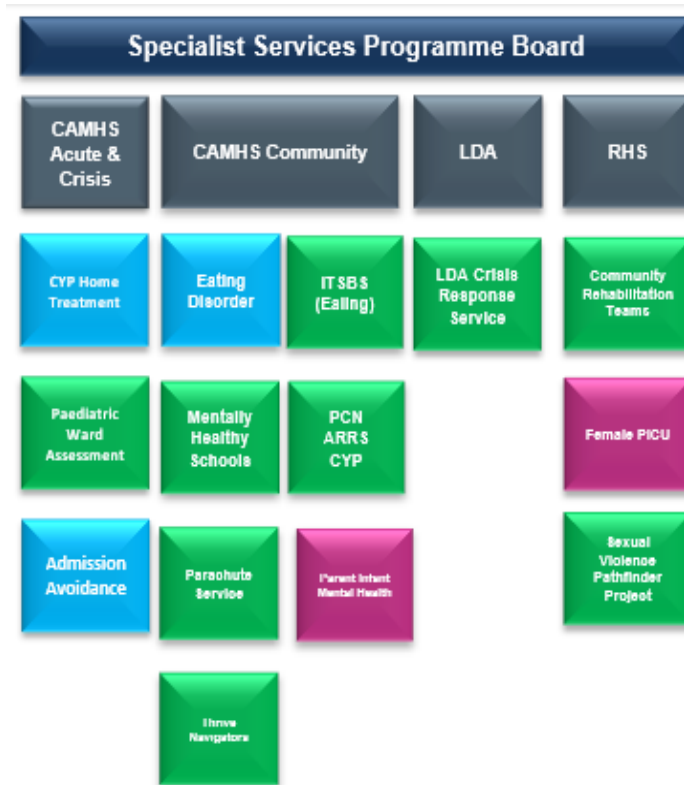 Specialist Services Programme Board
CAMHS
Acute &
Crisis
CAMHS Community
LDA
RHS
CYP Home
Treatment
Eating
Disorder
ITSBS
(Ealing)
LDA Crisis
Response
Service
Community
Rehabilitation
Teams
Paediatric
Ward
Assessment
Mentally
Healthy
Schools
PCN
ARRS
CYP
Female PICU
Admission
Avoidance
Parachute
Service
Parent Infant
Mental Health
Sexual
Violence
Pathfinder
Project
Thrive
Navigators